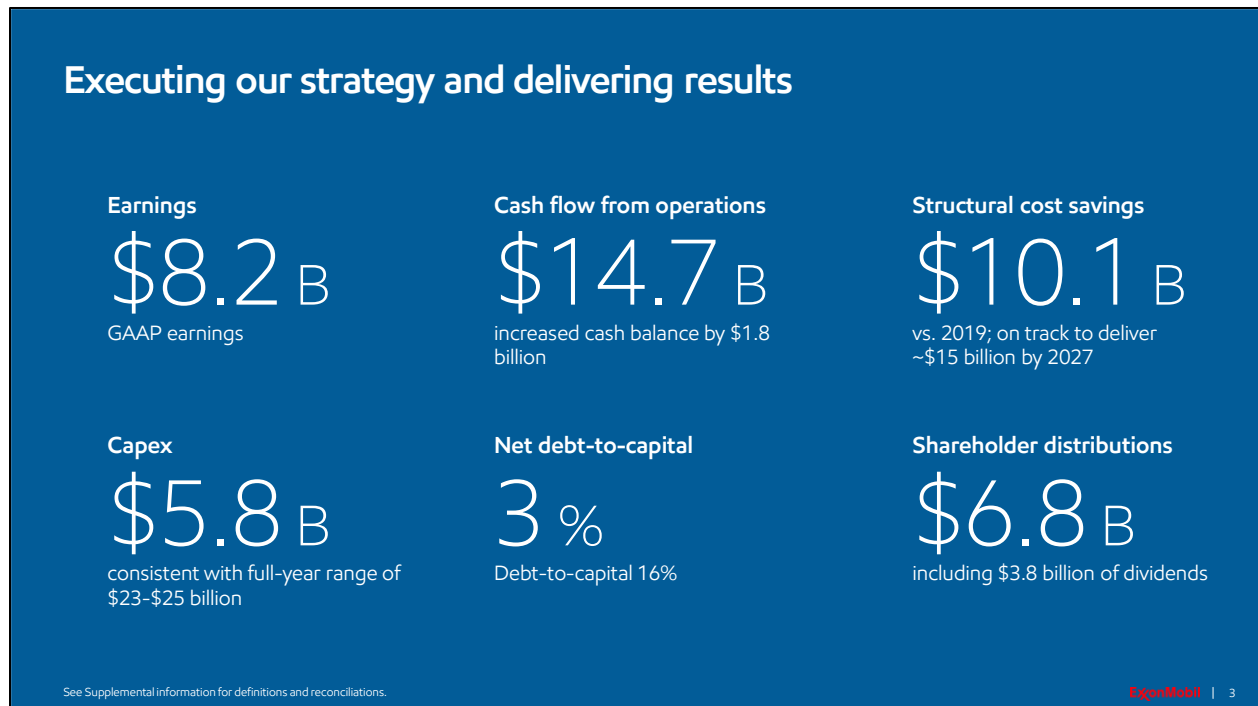 Executing our strategy and delivering results
Earnings
$8.2 B
GAAP earnings
Cash flow from operations
$14.7 B
increased cash balance by $1.8
billion
Structural cost savings
$10.1 B
vs. 2019; on track to deliver
~$15 billion by 2027
Capex
$5.8 B
consistent with full-year range of
$23-$25 billion
Net debt-to-capital
3 %
Debt-to-capital 16%
Shareholder distributions
$6.8 B
including $3.8 billion of dividends
See Supplemental information for definitions and reconciliations.
ExxonMobil | 3